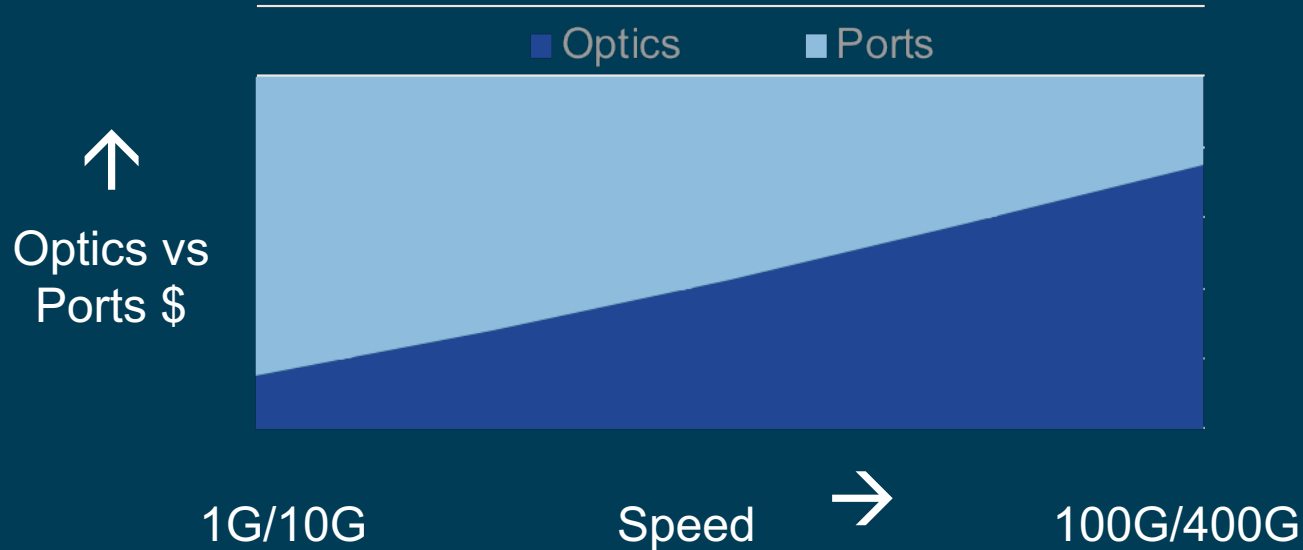 Optics Ports
↑
Optics vs
Ports $
1G/10G Speed → 100G/400G